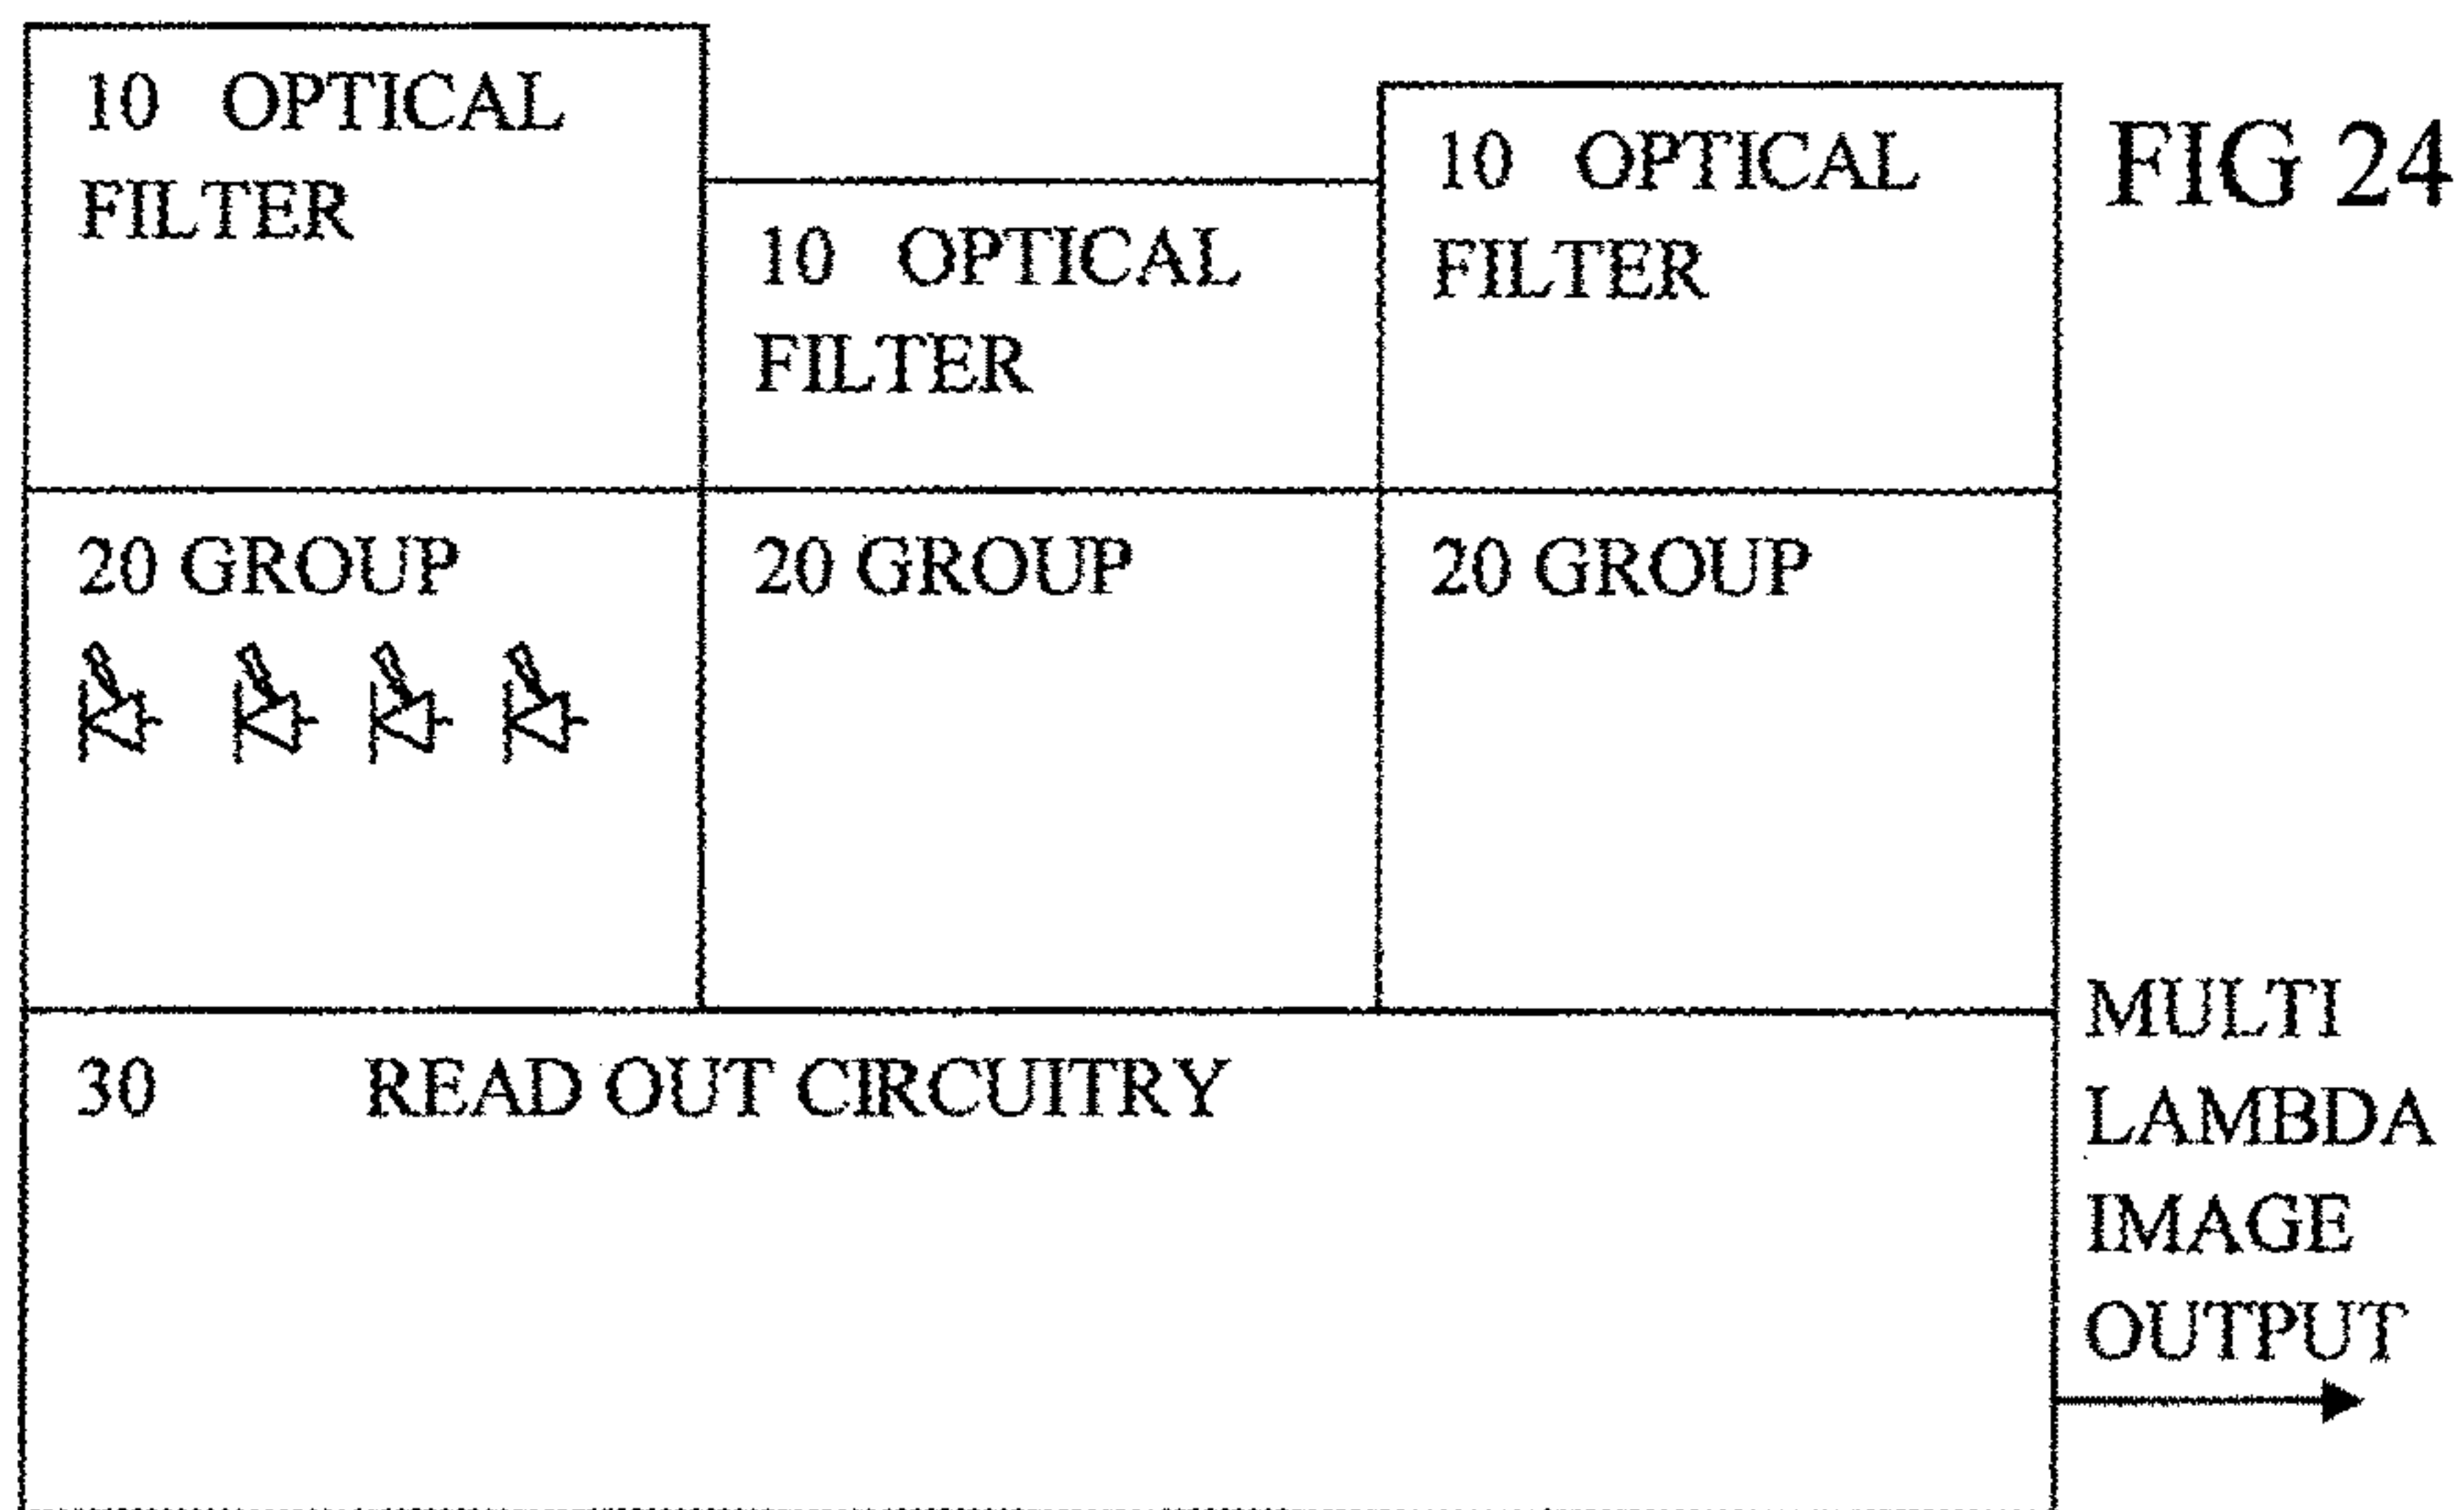 10 OPTICAL
FILTER
10 OPTICAL
FILTER
10 OPTICAL
FILTER
FIG 24
20 GROUP
20 GROUP
20 GROUP
30 READ OUT CIRCUITRY
MULTI
LAMBDA
IMAGE
OUTPUT